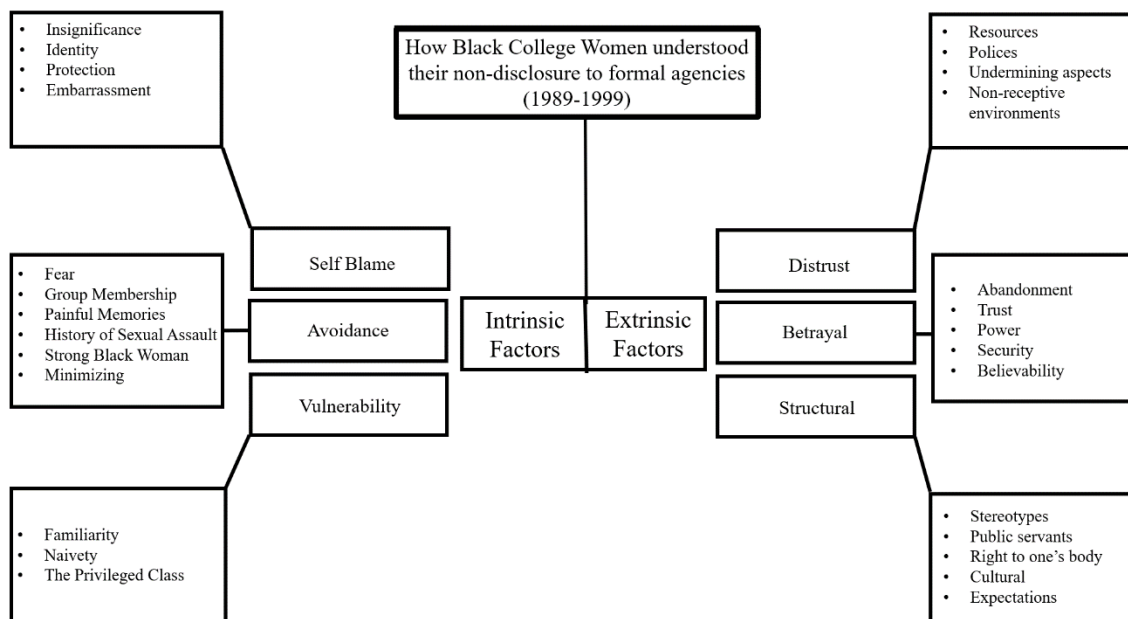 How Black College Women understood
their non-disclosure to formal agencies
(1989-1999)
• Insignificance
• Identity
• Protection
• Embarrassment
Self Blame
• Fear
• Group Membership
• Painful Memories
• History of Sexual Assault
• Strong Black Woman
• Minimizing
Avoidance
Vulnerability
• Familiarity
• Naivety
• The Privileged Class
Intrinsic
Factors
Extrinsic
Factors
• Resources
• Polices
• Undermining aspects
• Non-receptive
environments
Distrust
Betrayal
• Abandonment
• Trust
• Power
• Security
• Believability
Structural
• Stereotypes
• Public servants
• Right to one’s body
• Cultural
• Expectations